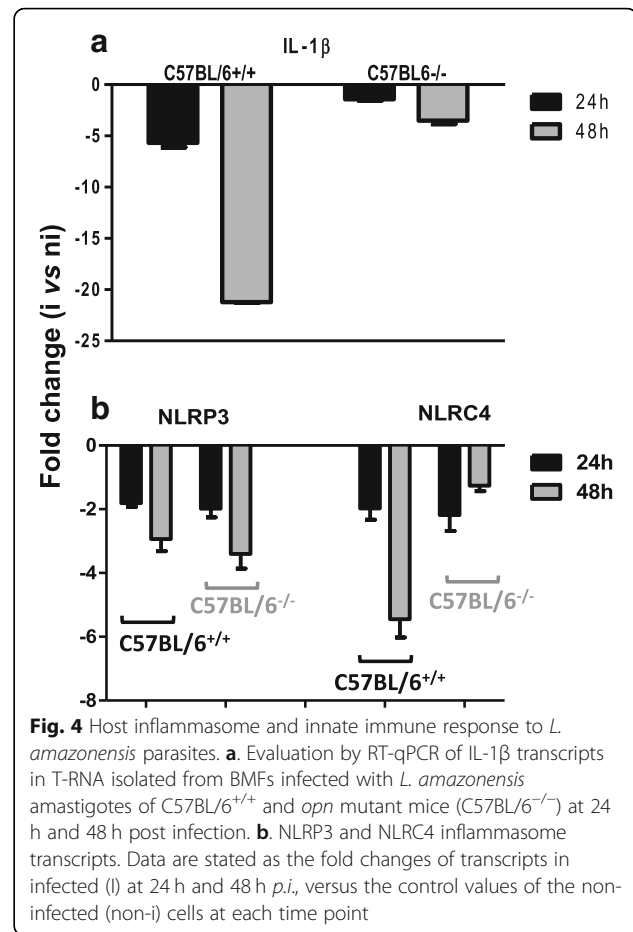 a
IL-1β
C57BL/6+/+ C57BL6-/-
0
-5
-10
-15
-20
-25
24h
48h
Fold change (i vs ni)
b
NLRP3 NLRC4
0
-2
-4
-6
-8
24h
48h
C57BL/6-/- C57BL/6-/-
C57BL/6+/+
C57BL/6+/+
Fig. 4 Host inflammasome and innate immune response to L.
amazonensis parasites. a. Evaluation by RT-qPCR of IL-1β transcripts
in T-RNA isolated from BMFs infected with L. amazonensis
amastigotes of C57BL/6+/+ and opn mutant mice (C57BL/6−/−) at 24
h and 48 h post infection. b. NLRP3 and NLRC4 inflammasome
transcripts. Data are stated as the fold changes of transcripts in
infected (I) at 24 h and 48 h p.i., versus the control values of the non-
infected (non-i) cells at each time point